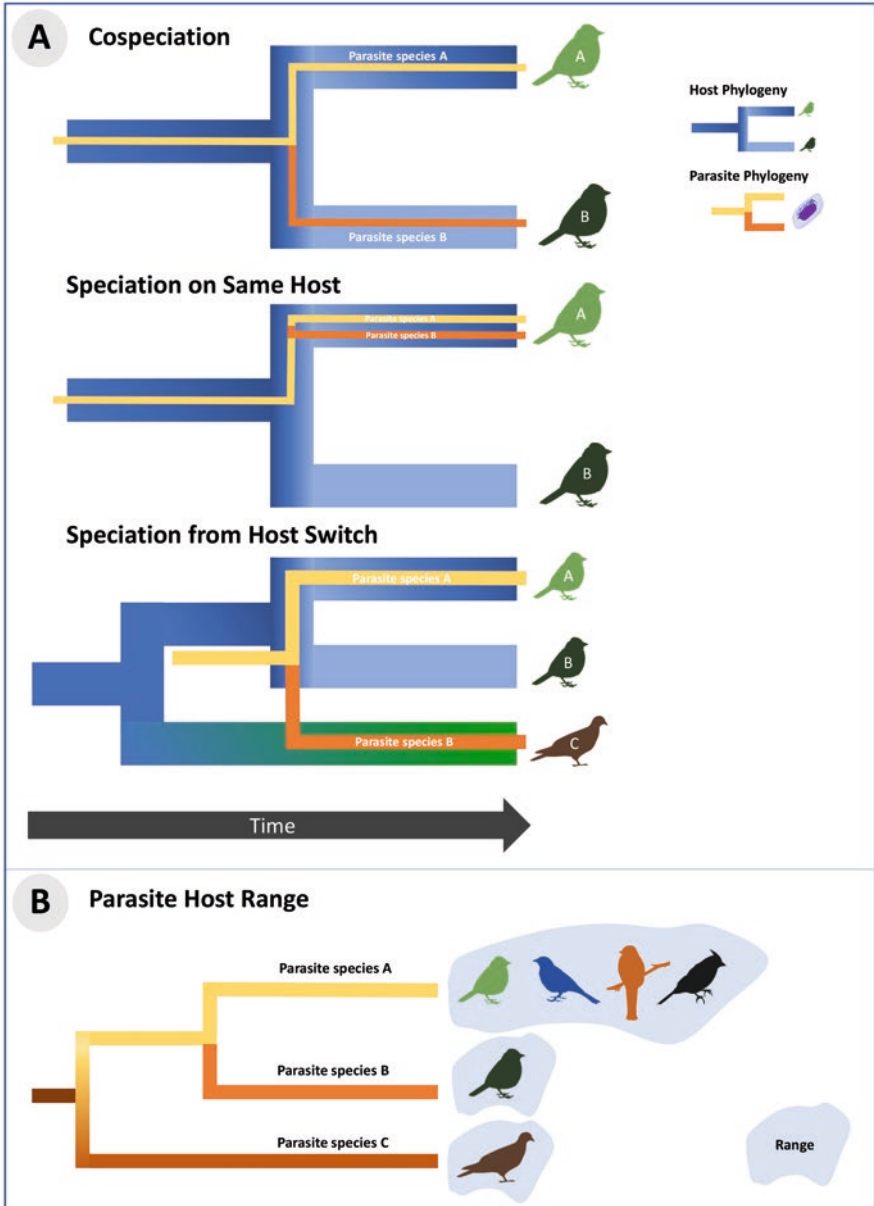 A
Cospeciation
Parasite species A
A
B
Parasite species B
Host Phylogeny
Parasite Phylogeny
Speciation on Same Host
Parasite species A
Parasite species B
A
B
Speciation from Host Switch
Parasite species A
A
B
Parasite species B
C
Time
B
Parasite Host Range
Parasite species A
Parasite species B
Parasite species C
Range